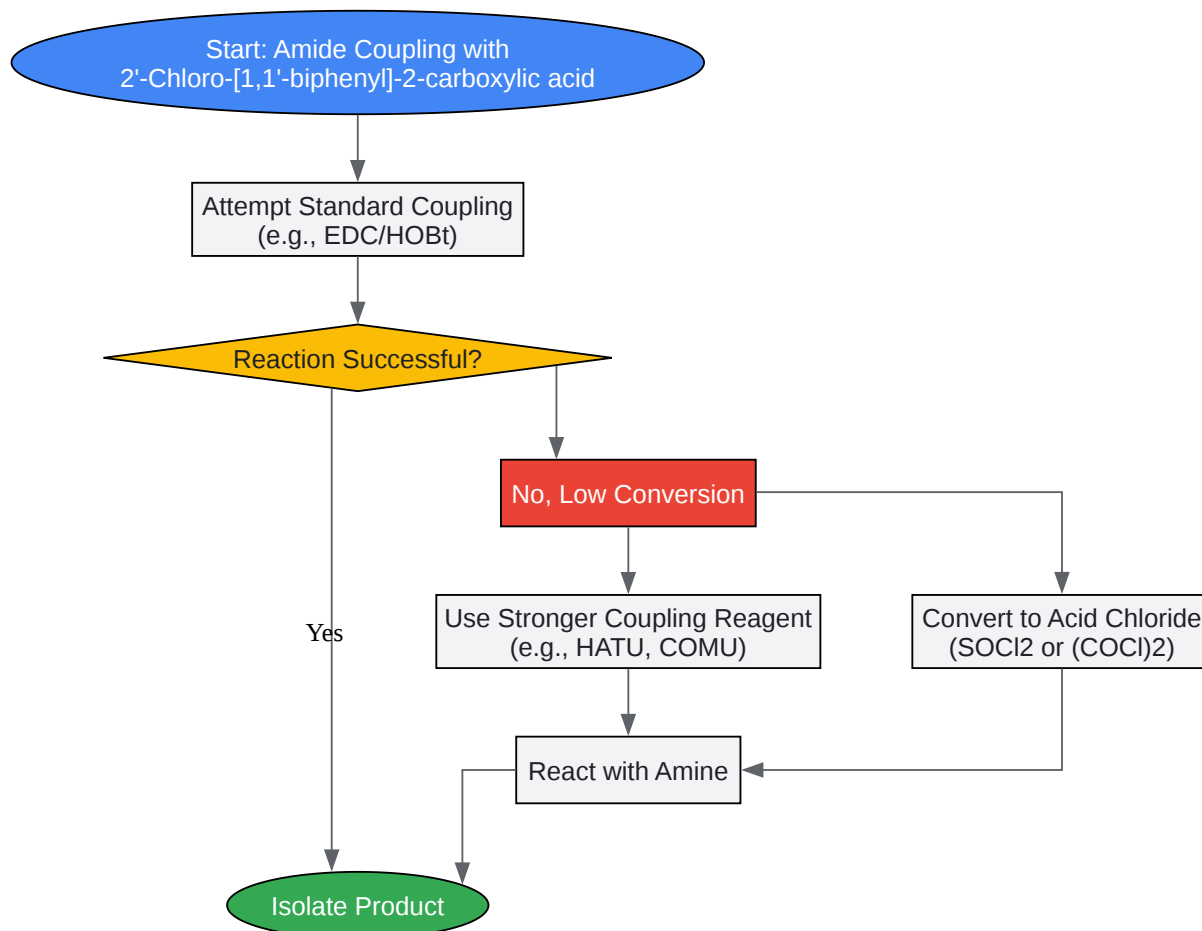 Start: Amide Coupling with
2'-Chloro-[1,1'-biphenyl]-2-carboxylic acid
Attempt Standard Coupling
(e.g., EDC/HOBt)
Reaction Successful?
No, Low Conversion
Use Stronger Coupling Reagent
(e.g., HATU, COMU)
Convert to Acid Chloride
(SOCl2 or (COCl)2)
Yes
React with Amine
Isolate Product